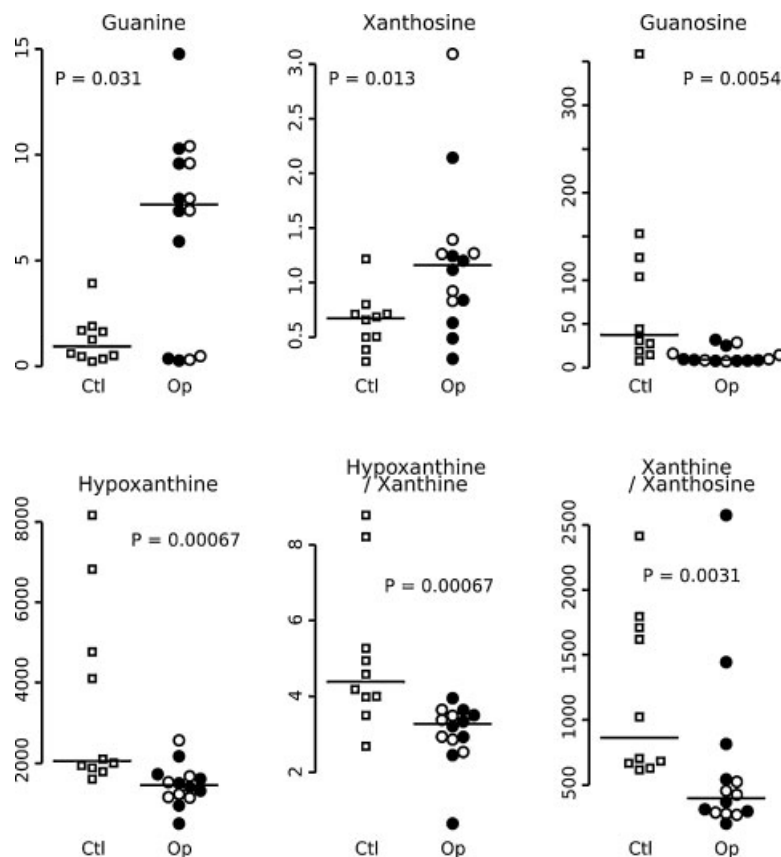 Guanine
15
10
5
0
P = 0.031
Ctl
Op
Xanthosine
3.0
2.5
2.0
1.5
1.0
0.5
P = 0.013
Ctl
Op
Guanosine
350
200
100
50
0
P = 0.0054
Ctl
Op
Hypoxanthine
8000
6000
4000
2000
P = 0.00067
Ctl
Op
Hypoxanthine
/ Xanthine
8
6
4
2
P = 0.00067
Ctl
Op
Xanthine
/ Xanthosine
2500
2000
1500
1000
500
P = 0.0031
Ctl
Op